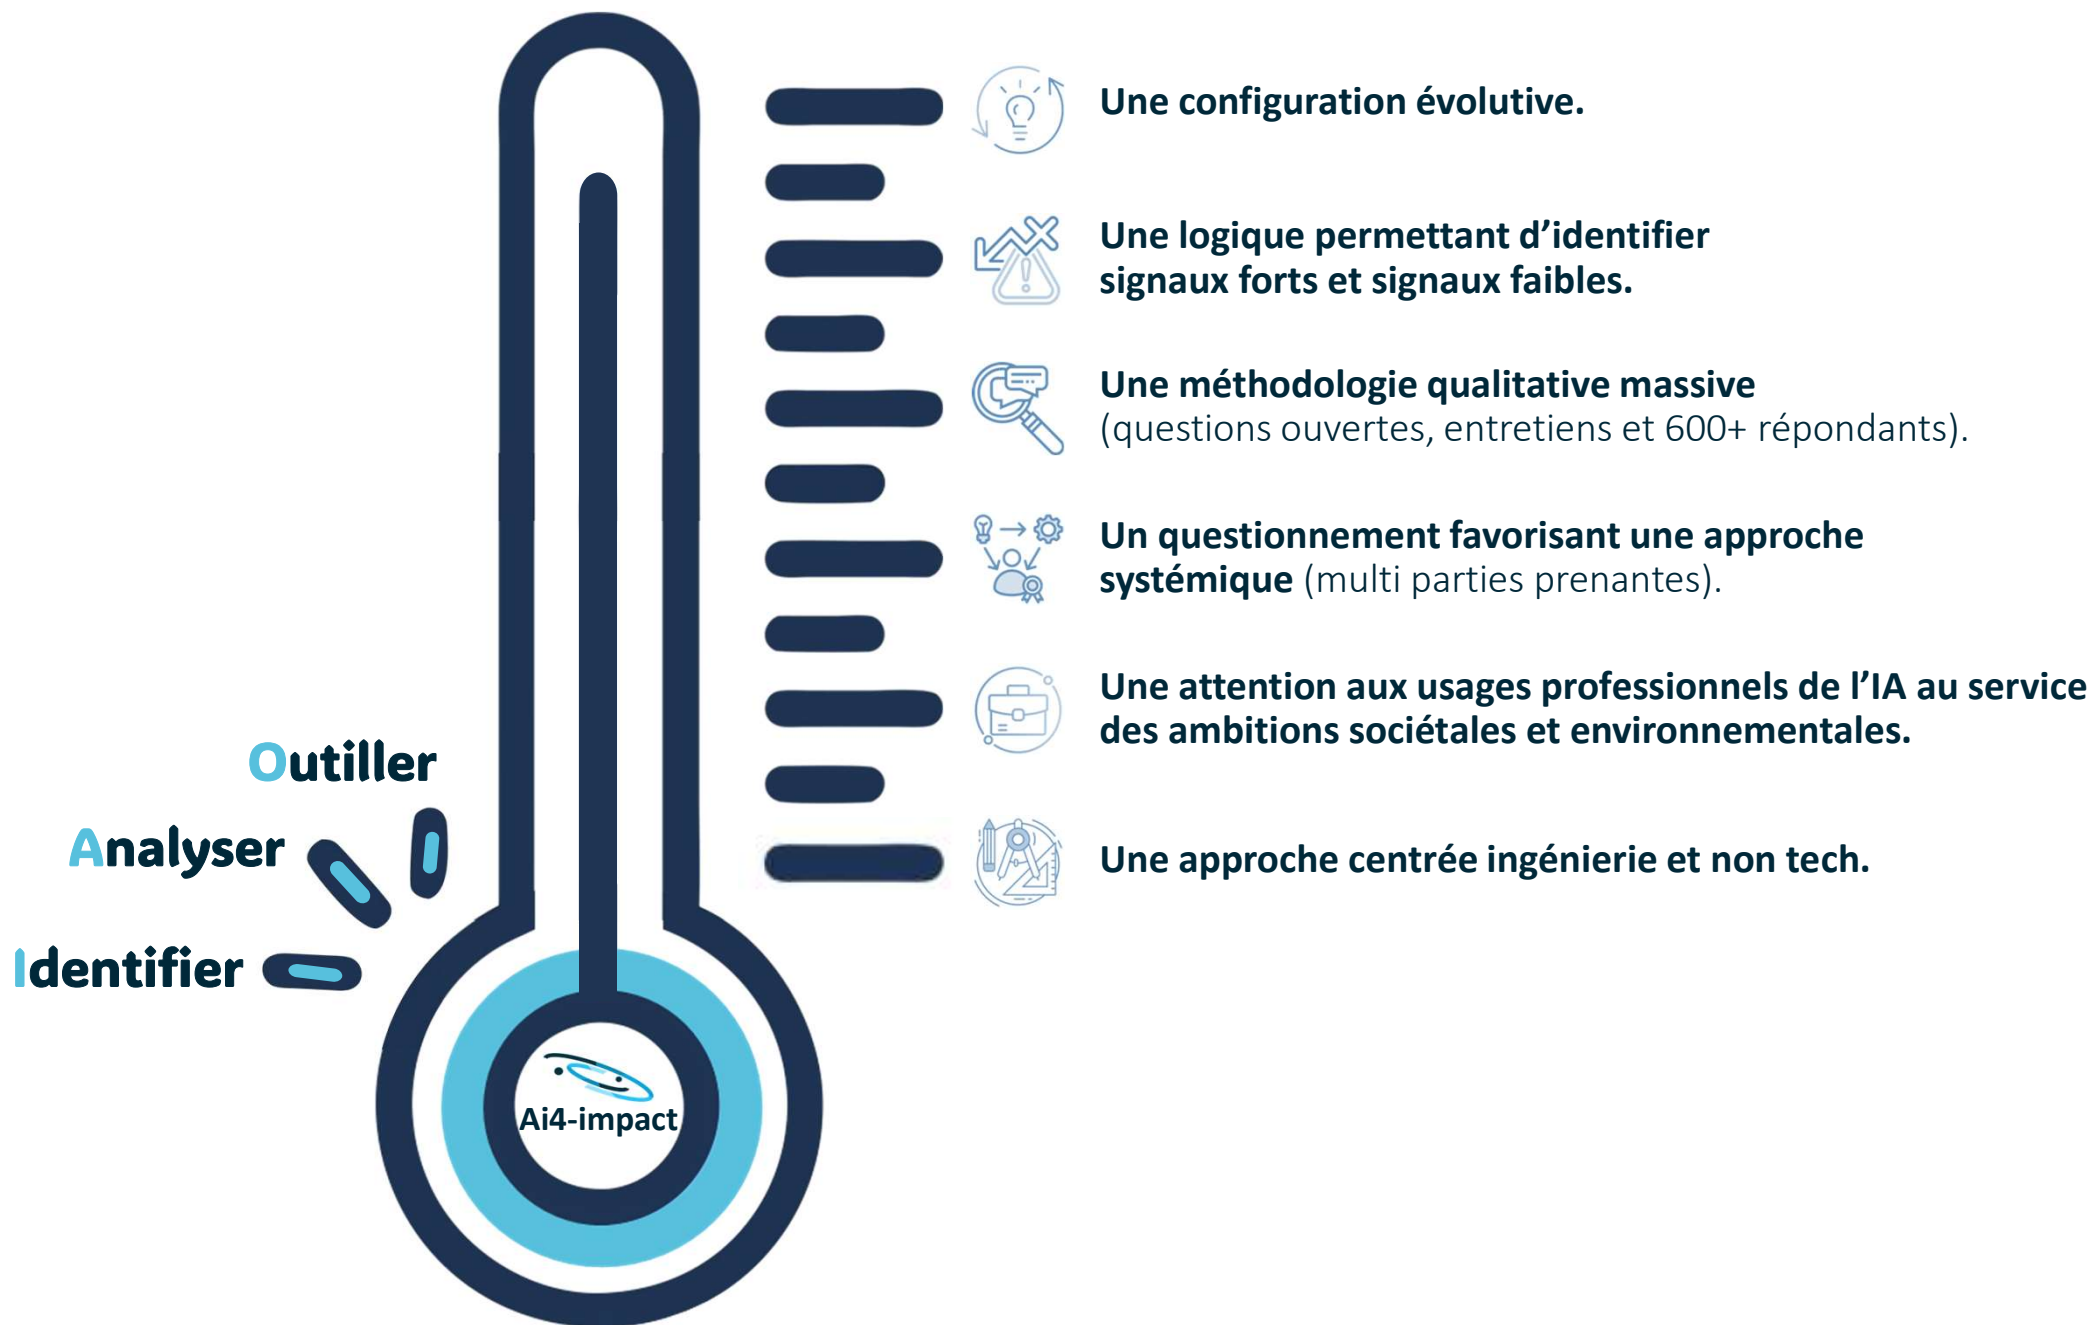 Une configuration évolutive.
Une logique permettant d’identifier
signaux forts et signaux faibles.
Une méthodologie qualitative massive
(questions ouvertes, entretiens et 600+ répondants).
Un questionnement favorisant une approche
systémique (multi parties prenantes).
Une attention aux usages professionnels de l’IA au service
des ambitions sociétales et environnementales.
Une approche centrée ingénierie et non tech.
Outiller
Analyser
Identifier
Ai4-impact